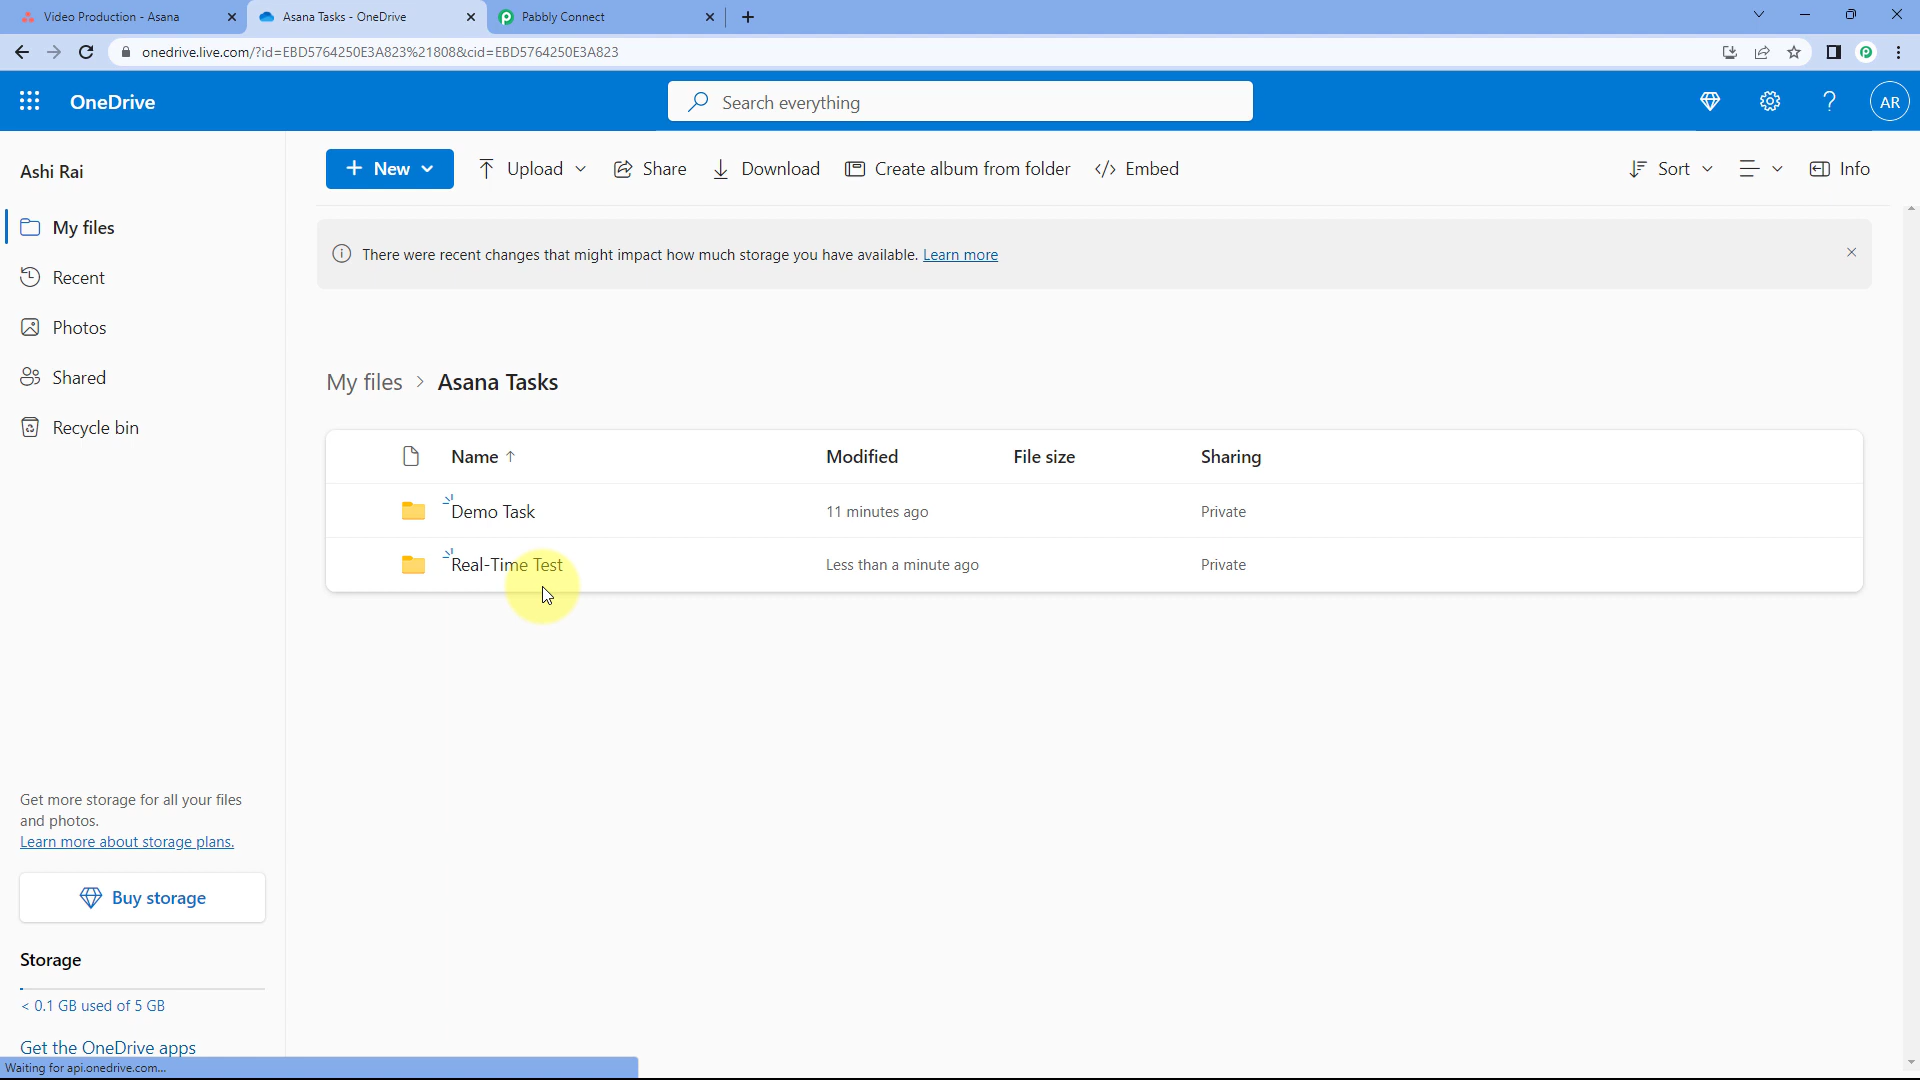 Video Production - Asana
Asana Tasks - OneDrive
Pabbly Connect
onedrive.live.com/?id=EBD5764250E3A823%21808&cid=EBD5764250E3A823
OneDrive
Search everything
AR
Ashi Rai
My files
Recent
Photos
Shared
Recycle bin
Get more storage for all your files
and photos.
Learn more about storage plans.
Buy storage
Storage
< 0.1 GB used of 5 GB
Get the OneDrive apps
Waiting for api.onedrive.com...
New
Upload
Share
Download
Create album from folder
Embed
Sort
Info
There were recent changes that might impact how much storage you have available. Learn more
My files > Asana Tasks
Name Modified File size Sharing
Demo Task 11 minutes ago Private
Real-Time Test Less than a minute ago Private